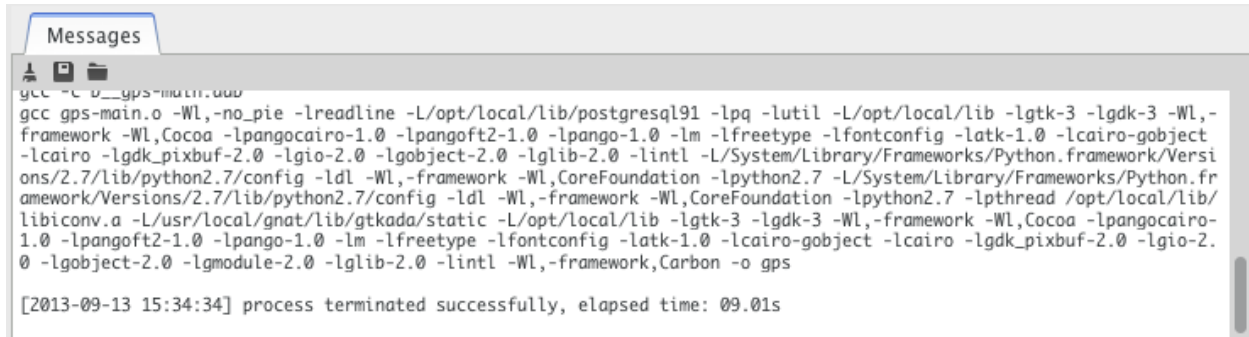 Messages
gcc -c b__gps-main.adb
gcc gps-main.o -Wl,-no_pie -lreadline -L/opt/local/lib/postgresql91 -lpq -lutil -L/opt/local/lib -lgtk-3 -lgdk-3 -Wl,-
framework -Wl,Cocoa -lpangocairo-1.0 -lpangoft2-1.0 -lpango-1.0 -lm -lfreetype -lfontconfig -latk-1.0 -lcairo-gobject
-lcairo -lgdk_pixbuf-2.0 -lgio-2.0 -lgobject-2.0 -lglib-2.0 -lintl -L/System/Library/Frameworks/Python.framework/Versi
ons/2.7/lib/python2.7/config -ldl -Wl,-framework -Wl,CoreFoundation -lpython2.7 -L/System/Library/Frameworks/Python.fr
amework/Versions/2.7/lib/python2.7/config -ldl -Wl,-framework -Wl,CoreFoundation -lpython2.7 -lpthread /opt/local/lib/
libiconv.a -L/usr/local/gnat/lib/gtkada/static -L/opt/local/lib -lgtk-3 -lgdk-3 -Wl,-framework -Wl,Cocoa -lpangocairo-
1.0 -lpangoft2-1.0 -lpango-1.0 -lm -lfreetype -lfontconfig -latk-1.0 -lcairo-gobject -lcairo -lgdk_pixbuf-2.0 -lgio-2.
0 -lgobject-2.0 -lgmodule-2.0 -lglib-2.0 -lintl -Wl,-framework,Carbon -o gps
[2013-09-13 15:34:34] process terminated successfully, elapsed time: 09.01s